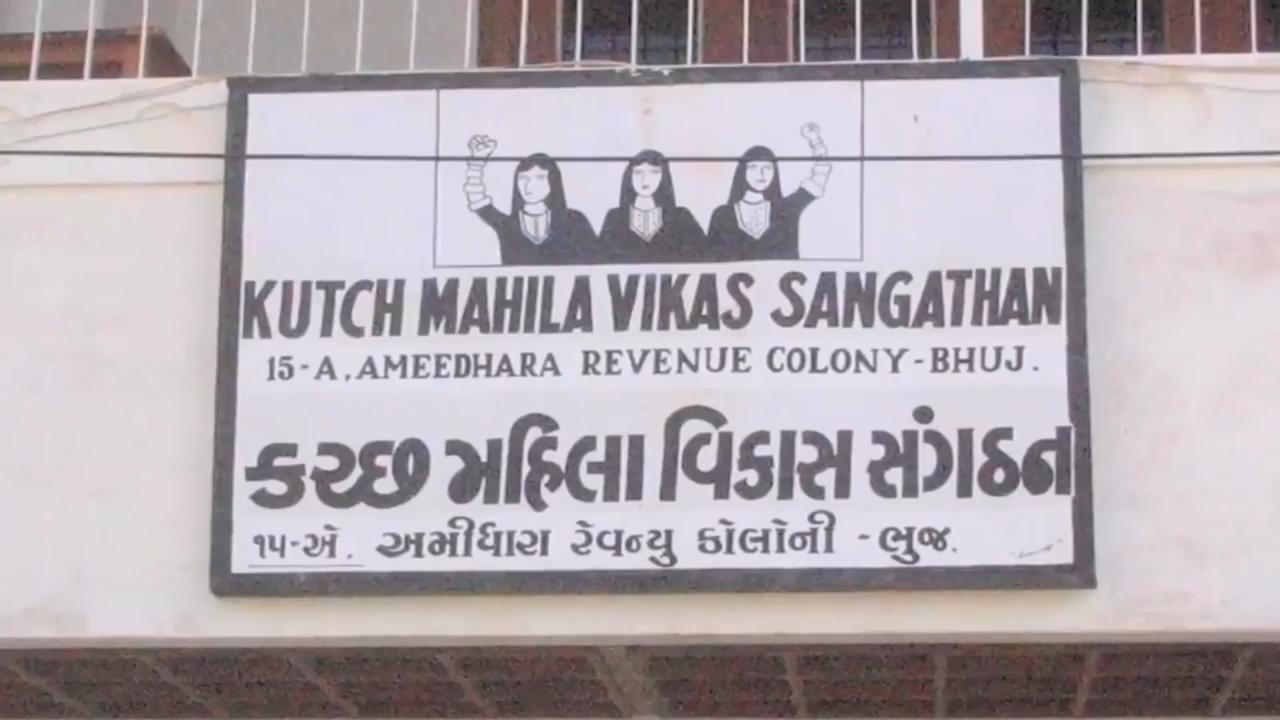 KUTCH MAHILA VIKAS SANGATHAN
15-A, AMEEDHARA REVENUE COLONY-BHUJ.
કચ્છ મહિલા વિકાસ સંગઠન
૧૫-એ. અમીધારા રેવન્યુ કોલોની - ભુજ.